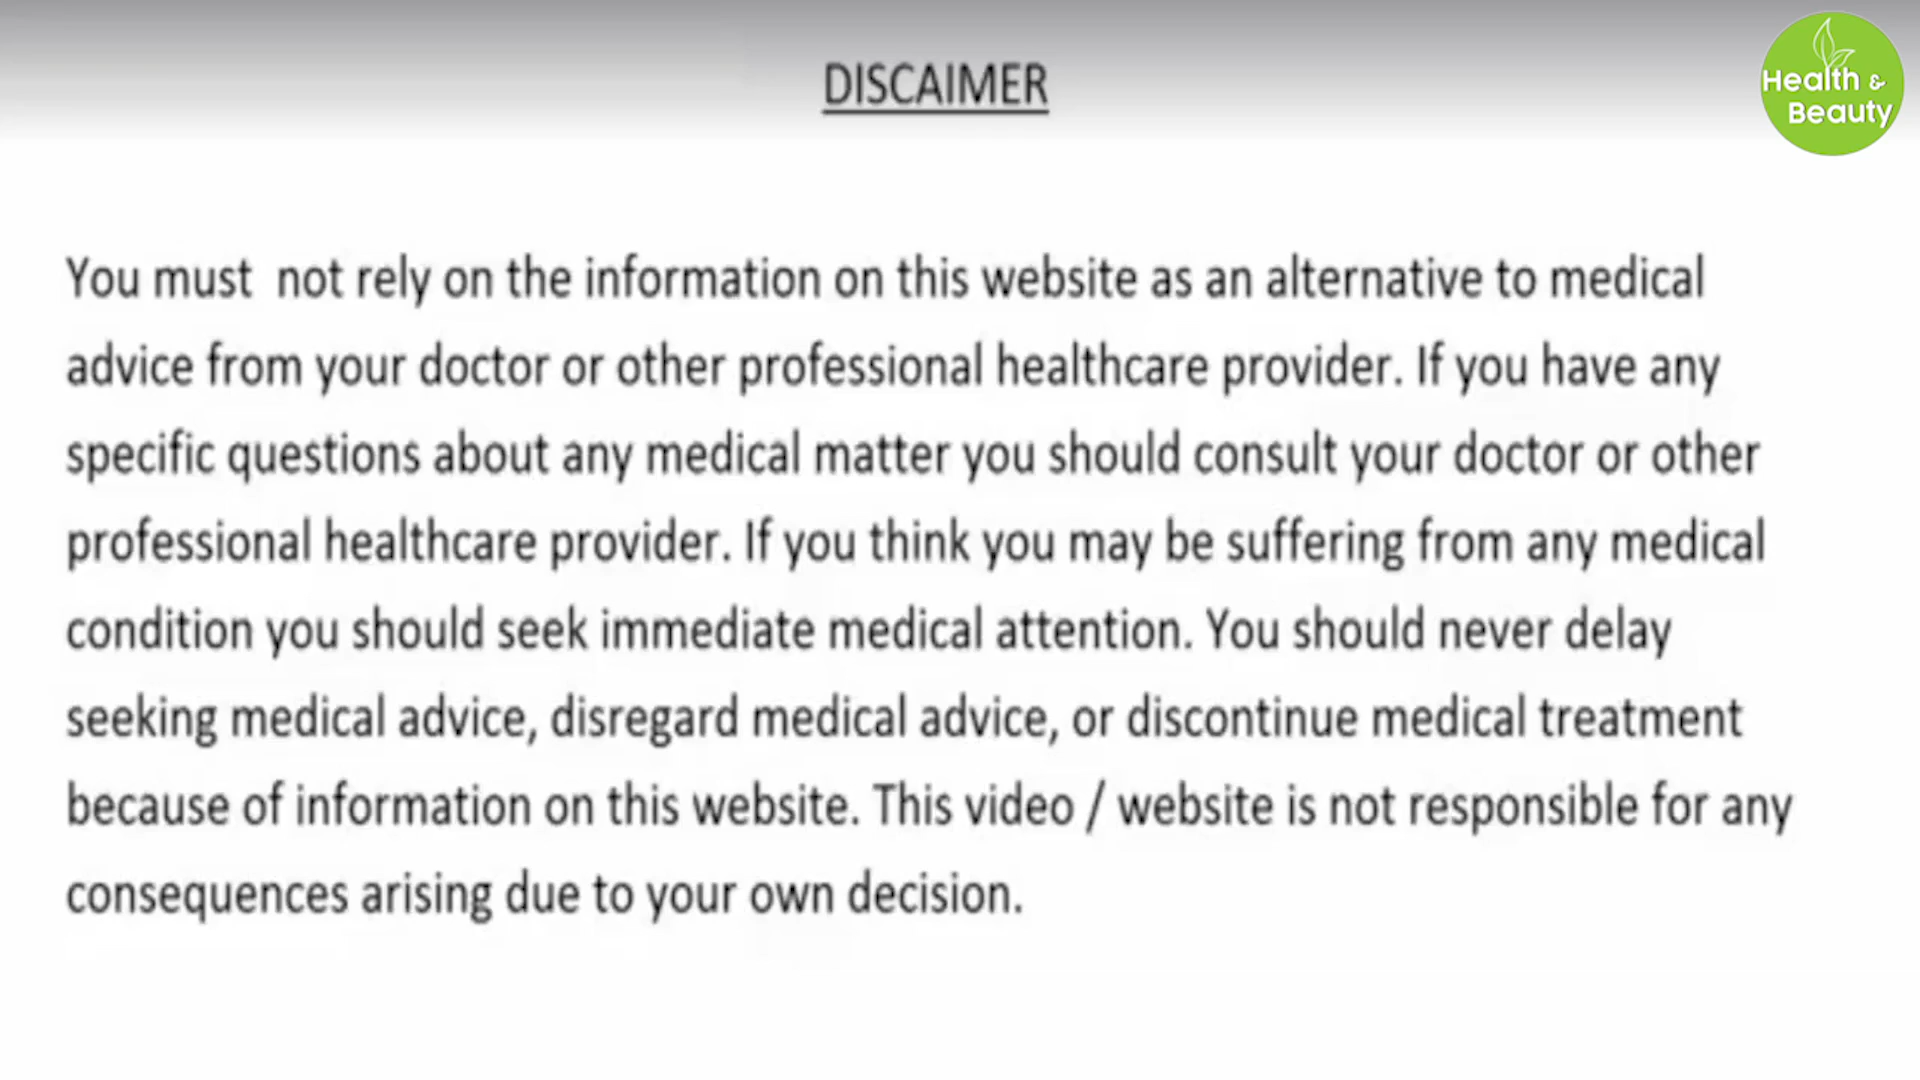 DISCAIMER
Health &
Beauty
You must  not rely on the information on this website as an alternative to medical
advice from your doctor or other professional healthcare provider. If you have any
specific questions about any medical matter you should consult your doctor or other
professional healthcare provider. If you think you may be suffering from any medical
condition you should seek immediate medical attention. You should never delay
seeking medical advice, disregard medical advice, or discontinue medical treatment
because of information on this website. This video / website is not responsible for any
consequences arising due to your own decision.